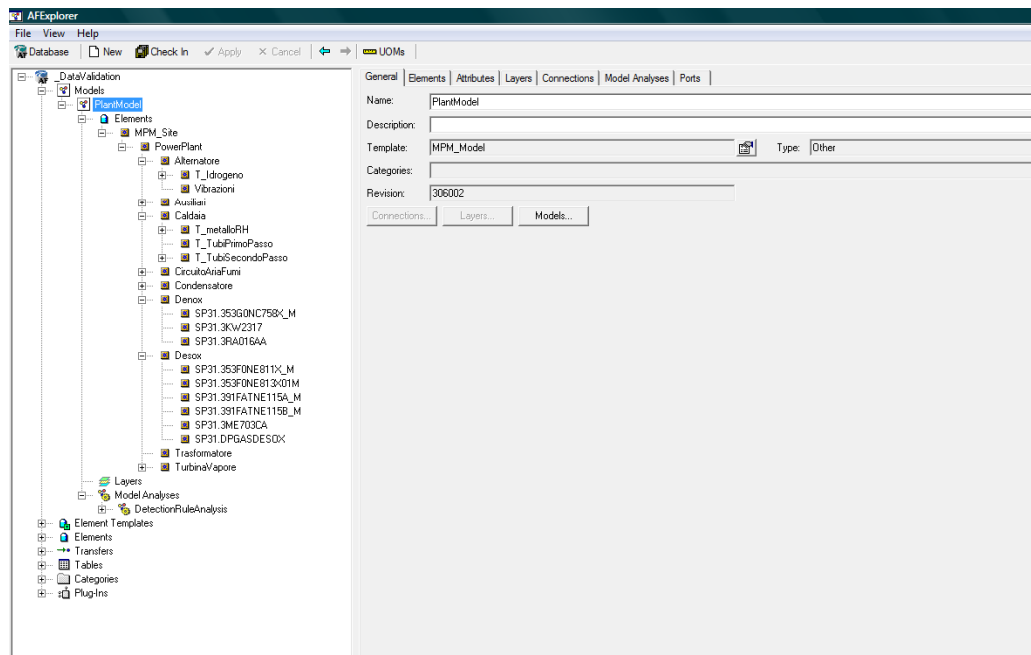 AFExplorer
File View Help
Database New Check In Apply Cancel UOMs
_DataValidation
Models
PlantModel
Elements
MPM_Site
PowerPlant
Alternatore
T_Idrogeno
Vibrazioni
Ausiliari
Caldaia
T_metalloRH
T_TubiPrimoPasso
T_TubiSecondoPasso
CircuitoAriaFumi
Condensatore
Denox
SP31.353G0NC758X_M
SP31.3KW2317
SP31.3RA016AA
Desox
SP31.353F0NE811X_M
SP31.353F0NE813X01M
SP31.391FATNE115A_M
SP31.391FATNE115B_M
SP31.3ME703CA
SP31.DPGASDESOX
Trasformatore
TurbinaVapore
Layers
Model Analyses
DetectionRuleAnalysis
Element Templates
Elements
Transfers
Tables
Categories
Plug-Ins
General Elements Attributes Layers Connections Model Analyses Ports
Name: PlantModel
Description:
Template: MPM_Model Type: Other
Categories:
Revision: 306002
Connections... Layers... Models...